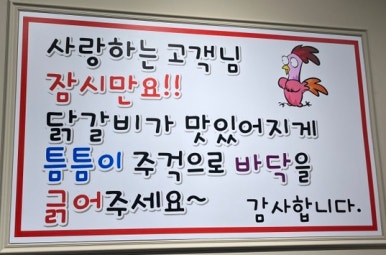 사랑하는 고객님
잠시만요!!
닭갈비가 맛있어지게
틈틈이 주걱으로 바닥을
긁어주세요~ 감사합니다.